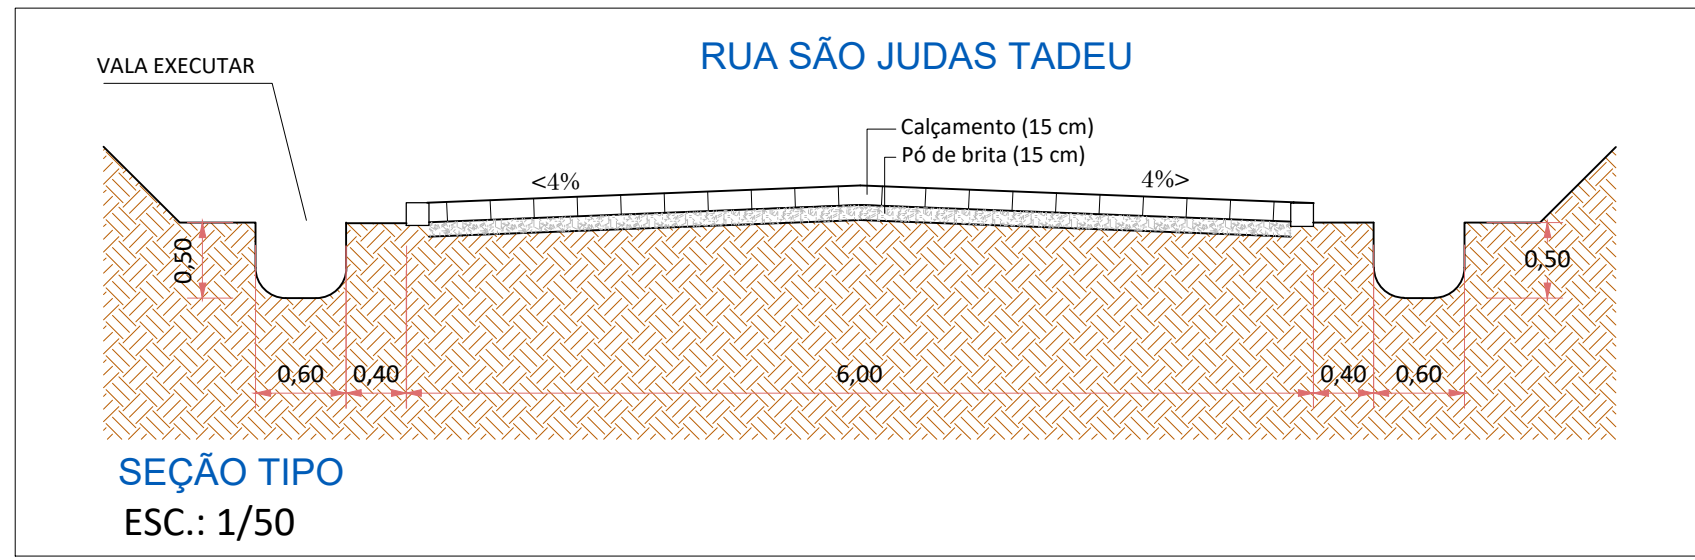 RUA SÃO JUDAS TADEU
VALA EXECUTAR
Calçamento (15 cm)
Pó de brita (15 cm)
<4%
4%>
0,50
0,50
0,60
0,40
6,00
0,40
0,60
SEÇÃO TIPO
ESC.: 1/50